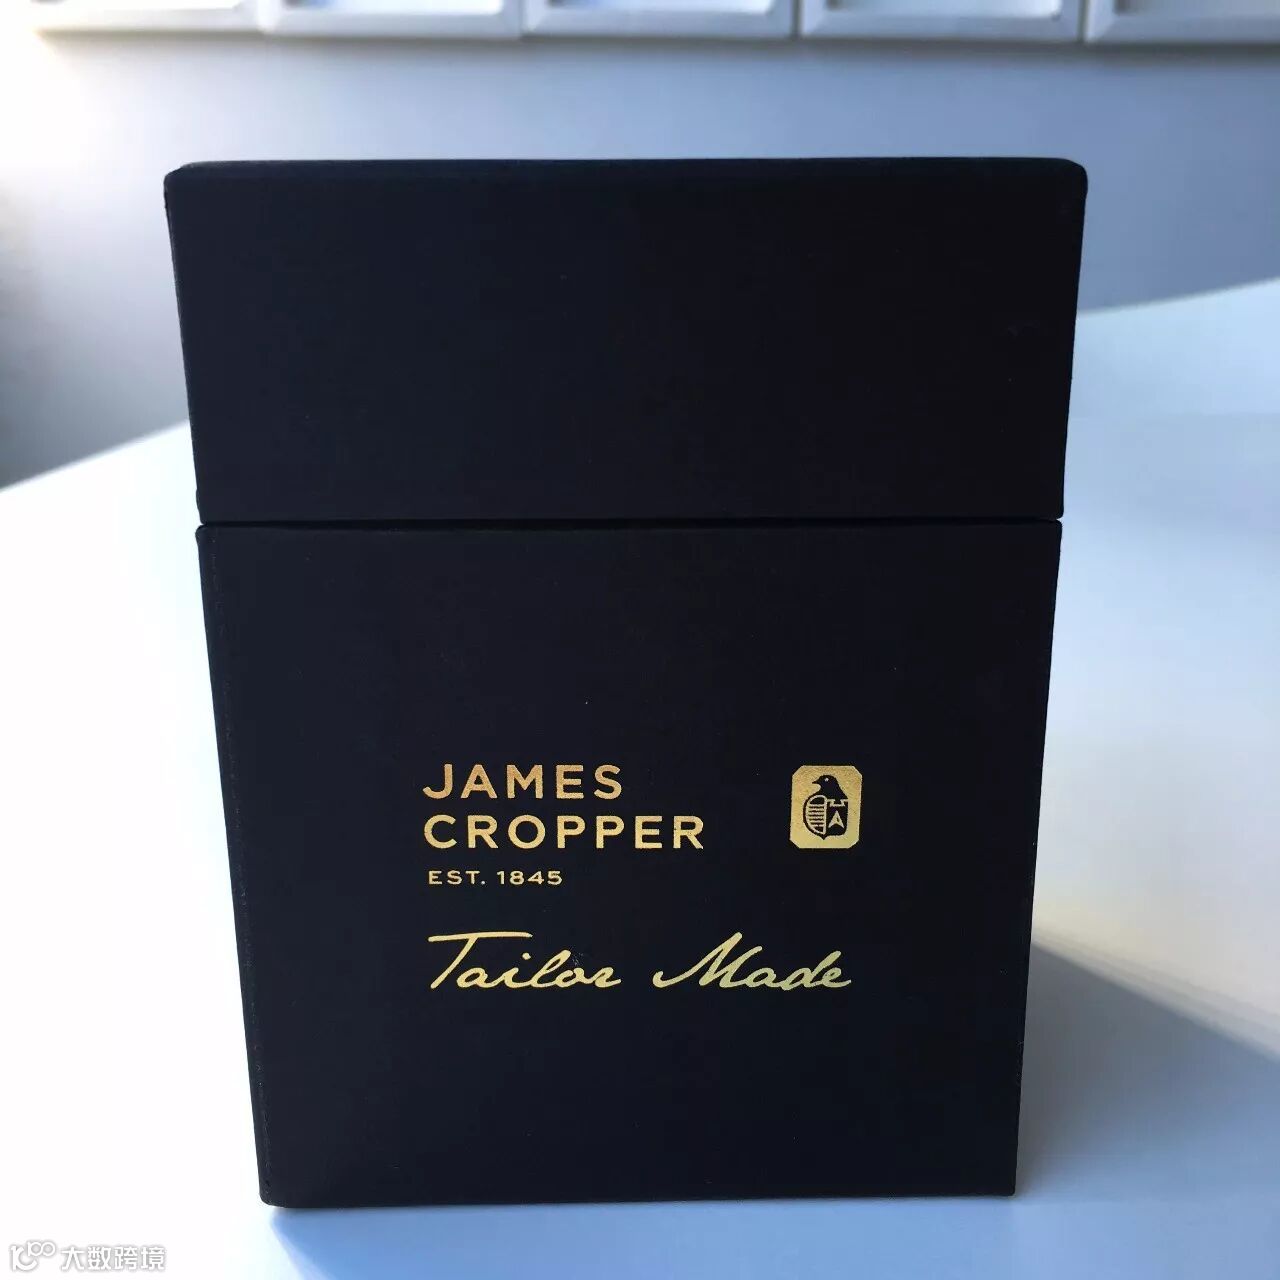 JAMES
CROPPER
EST. 1845
Tailor Made
大数跨境